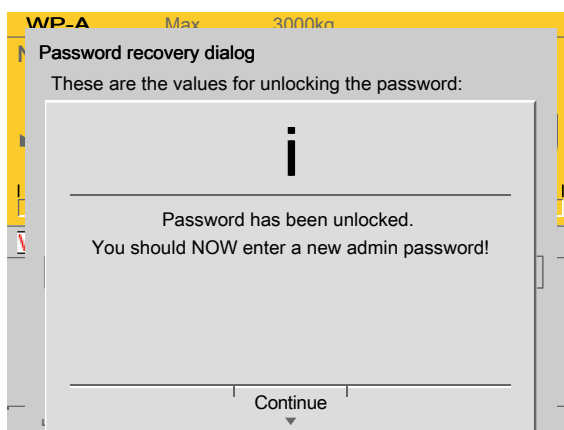 WP-A Max 3000kg
Password recovery dialog
These are the values for unlocking the password:
i
Password has been unlocked.
You should NOW enter a new admin password!
Continue